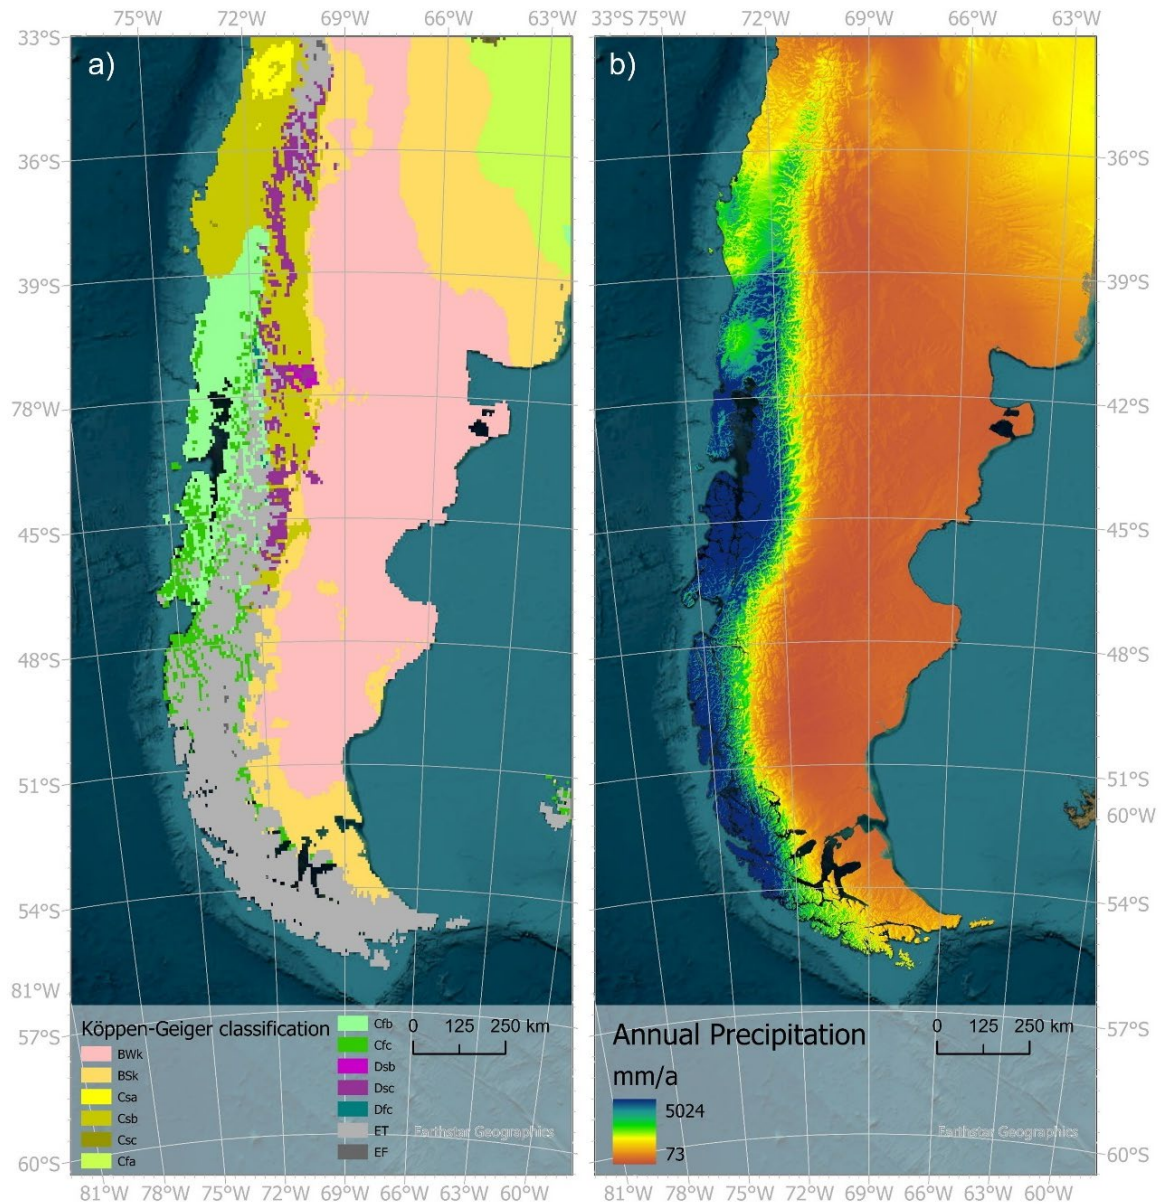 75°W 72°W 69°W 66°W 63°W 33°S 75°W 72°W 69°W 66°W 63°W
33°S
a) b)
36°S 36°S
39°S 39°S
78°W 42°S
45°S 45°S
48°S 48°S
51°S 51°S
60°W
54°S 54°S
81°W
57°S 57°S
60°S 60°S
Köppen-Geiger classification
BWk
BSk
Csa
Csb
Csc
Cfa
Cfb
Cfc
Dsb
Dsc
Dfc
ET
EF
0 125 250 km
Earthstar Geographics
Annual Precipitation
mm/a
5024
73
0 125 250 km
Earthstar Geographics
81°W 78°W 75°W 72°W 69°W 66°W 63°W 60°W 81°W 78°W 75°W 72°W 69°W 66°W 63°W 60°W